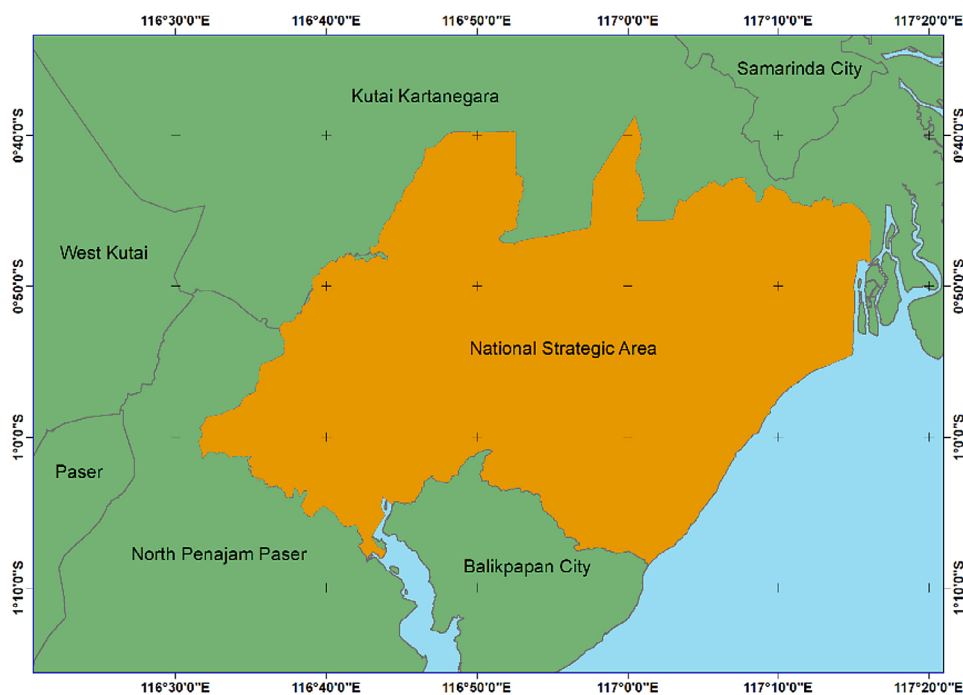 116°30'0"E 116°40'0"E 116°50'0"E 117°0'0"E 117°10'0"E 117°20'0"E
Samarinda City
Kutai Kartanegara
0°40'0"S 0°40'0"S
West Kutai
0°50'0"S 0°50'0"S
National Strategic Area
1°0'0"S 1°0'0"S
Paser
North Penajam Paser
Balikpapan City
1°10'0"S 1°10'0"S
116°30'0"E 116°40'0"E 116°50'0"E 117°0'0"E 117°10'0"E 117°20'0"E